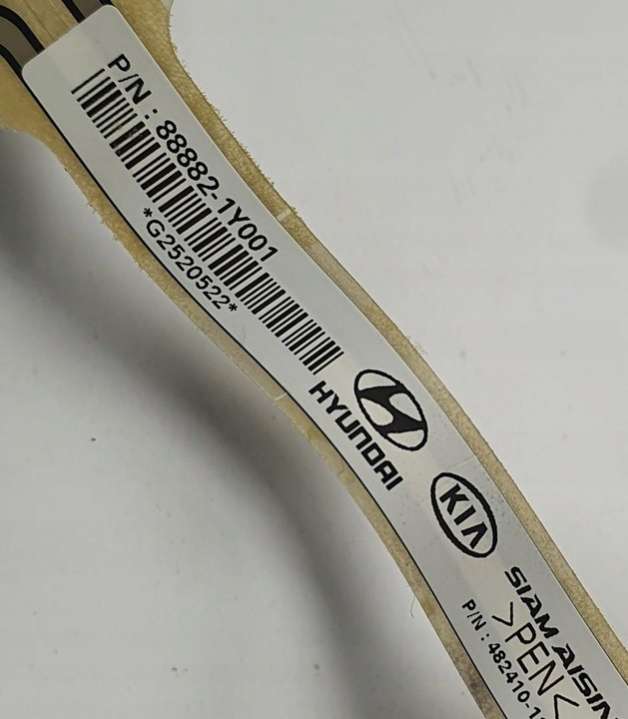 P/N : 88882-1Y001
*G2520522*
HYUNDAI
KIA
SIAM AISIN
>PEN<
P/N : 482410-1